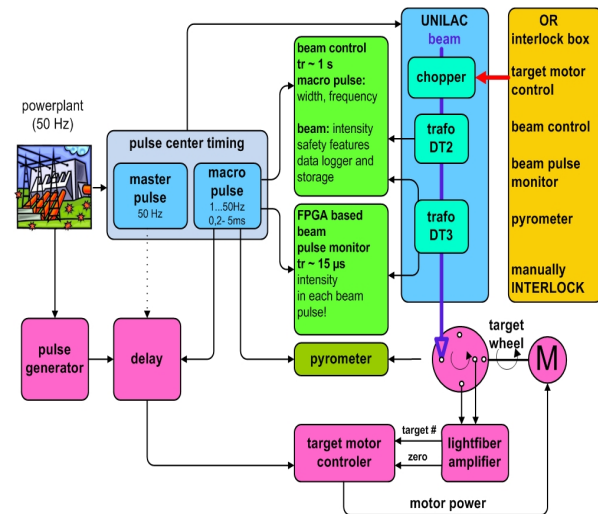 powerplant
(50 Hz)
pulse center timing
master
pulse
50 Hz
macro
pulse
1...50Hz
0,2- 5ms
beam control
tr ~ 1 s
macro pulse:
width, frequency
beam: intensity
safety features
data logger and
storage
FPGA based
beam
pulse monitor
tr ~ 15 µs
intensity
in each beam
pulse!
UNILAC
beam
chopper
trafo
DT2
trafo
DT3
OR
interlock box
target motor
control
beam control
beam pulse
monitor
pyrometer
manually
INTERLOCK
pulse
generator
delay
pyrometer
target
wheel
M
target motor
controler
target #
zero
lightfiber
amplifier
motor power